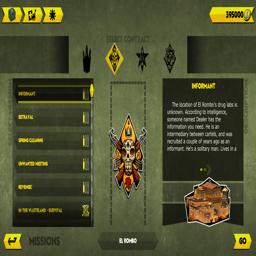 395000
SELECT CONTRACT
INFORMANT
BETRAYAL
SPRING CLEANING
UNWANTED MEETING
REVENGE
IN THE WASTELAND - SURVIVAL
INFORMANT
The location of El Rombo's drug labs is
unknown. According to intelligence,
someone named Dealer has the
information you need. He is an
intermediary between cartels, and was
recruited a couple of years ago as an
informant. He's a solitary man. Lives in a
MISSIONS
EL ROMBO
GO